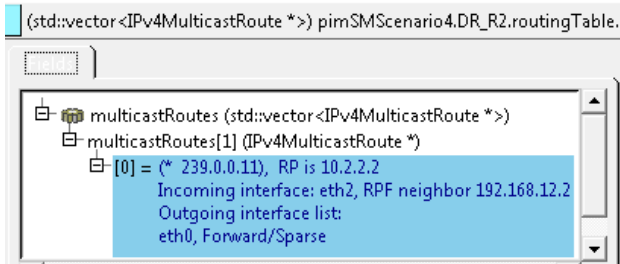 (std::vector<IPv4MulticastRoute *>) pimSMScenario4.DR_R2.routingTable.
Fields
multicastRoutes (std::vector<IPv4MulticastRoute *>)
multicastRoutes[1] (IPv4MulticastRoute *)
[0] = (* 239.0.0.11), RP is 10.2.2.2
Incoming interface: eth2, RPF neighbor 192.168.12.2
Outgoing interface list:
eth0, Forward/Sparse